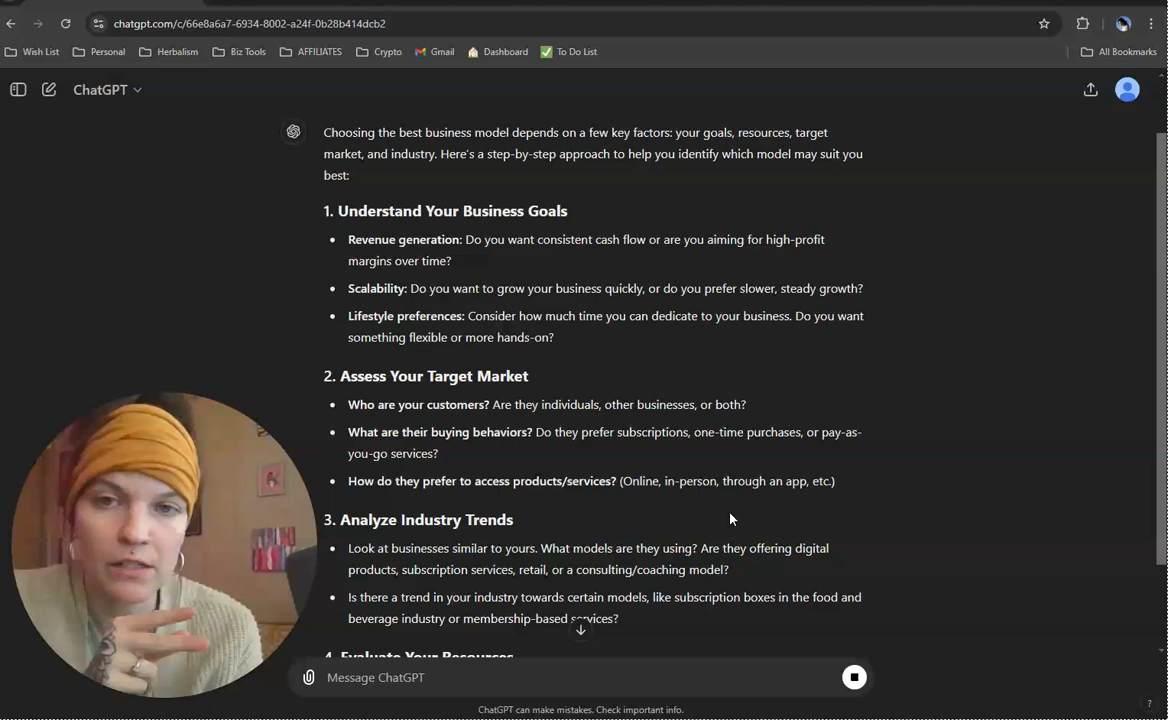 chatgpt.com/c/66e8a6a7-6934-8002-a24f-0b28b414dcb2
Wish List Personal Herbalism Biz Tools AFFILIATES Crypto Gmail Dashboard To Do List All Bookmarks
ChatGPT
Choosing the best business model depends on a few key factors: your goals, resources, target
market, and industry. Here's a step-by-step approach to help you identify which model may suit you
best:
1. Understand Your Business Goals
• Revenue generation: Do you want consistent cash flow or are you aiming for high-profit
margins over time?
• Scalability: Do you want to grow your business quickly, or do you prefer slower, steady growth?
• Lifestyle preferences: Consider how much time you can dedicate to your business. Do you want
something flexible or more hands-on?
2. Assess Your Target Market
• Who are your customers? Are they individuals, other businesses, or both?
• What are their buying behaviors? Do they prefer subscriptions, one-time purchases, or pay-as-
you-go services?
• How do they prefer to access products/services? (Online, in-person, through an app, etc.)
3. Analyze Industry Trends
• Look at businesses similar to yours. What models are they using? Are they offering digital
products, subscription services, retail, or a consulting/coaching model?
• Is there a trend in your industry towards certain models, like subscription boxes in the food and
beverage industry or membership-based services?
4. Evaluate Your Resources
Message ChatGPT
ChatGPT can make mistakes. Check important info.
?